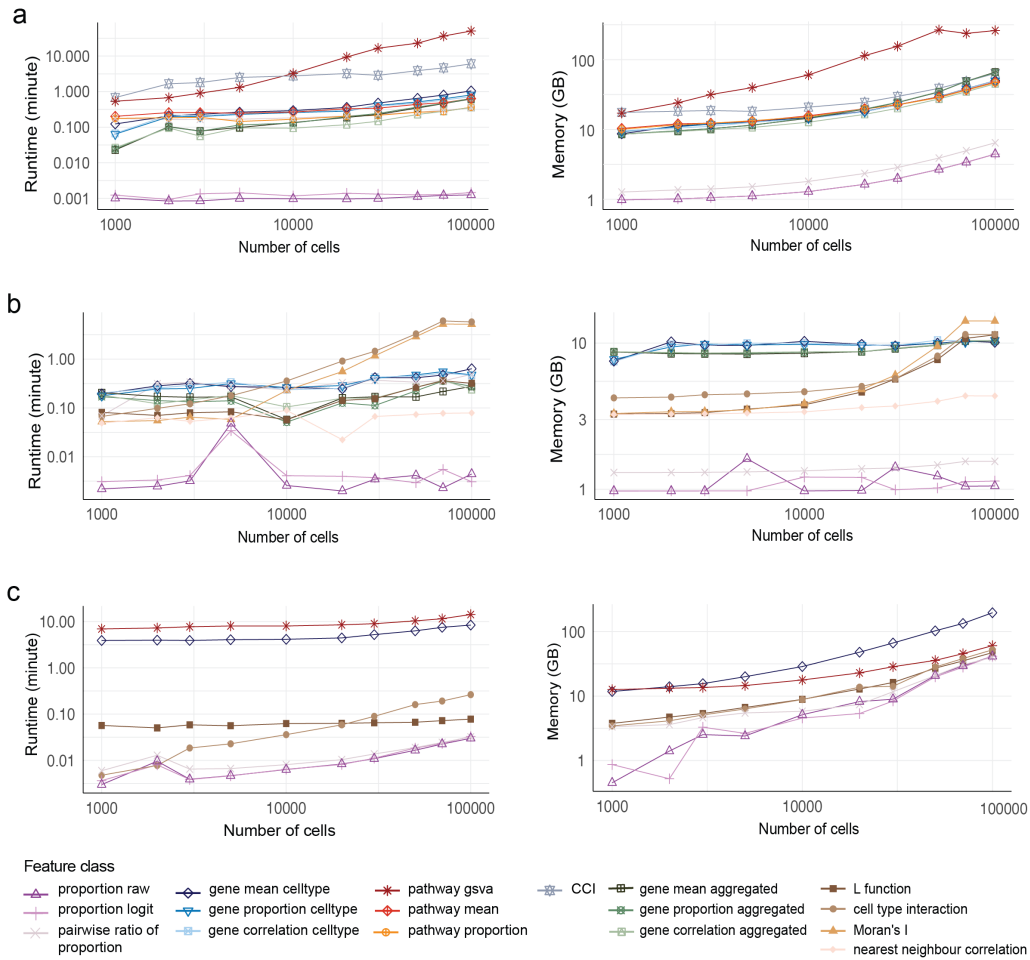 a
Runtime (minute)
10.000
1.000
0.100
0.010
0.001
1000
10000
100000
Number of cells
Memory (GB)
100
10
1
1000
10000
100000
Number of cells
b
Runtime (minute)
1.00
0.10
0.01
1000
10000
100000
Number of cells
Memory (GB)
10
3
1
1000
10000
100000
Number of cells
c
Runtime (minute)
10.00
1.00
0.10
0.01
1000
10000
100000
Number of cells
Memory (GB)
100
10
1
1000
10000
100000
Number of cells
Feature class
proportion raw
proportion logit
pairwise ratio of
proportion
gene mean celltype
gene proportion celltype
gene correlation celltype
pathway gsva
pathway mean
pathway proportion
CCI
gene mean aggregated
gene proportion aggregated
gene correlation aggregated
L function
cell type interaction
Moran's I
nearest neighbour correlation